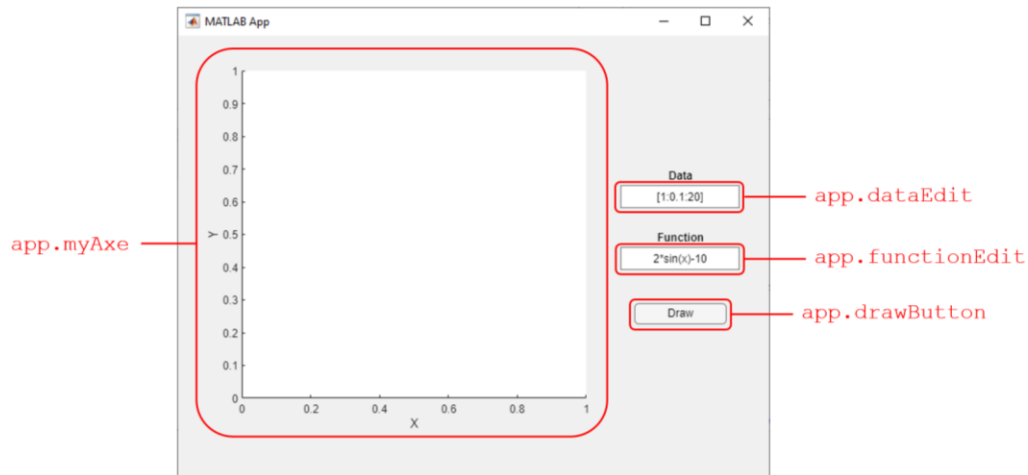 MATLAB App
1
0.9
0.8
0.7
0.6
0.5
0.4
0.3
0.2
0.1
0
Y
0 0.2 0.4 0.6 0.8 1
X
app.myAxe
Data
[1:0.1:20]
app.dataEdit
Function
2*sin(x)-10
app.functionEdit
Draw
app.drawButton